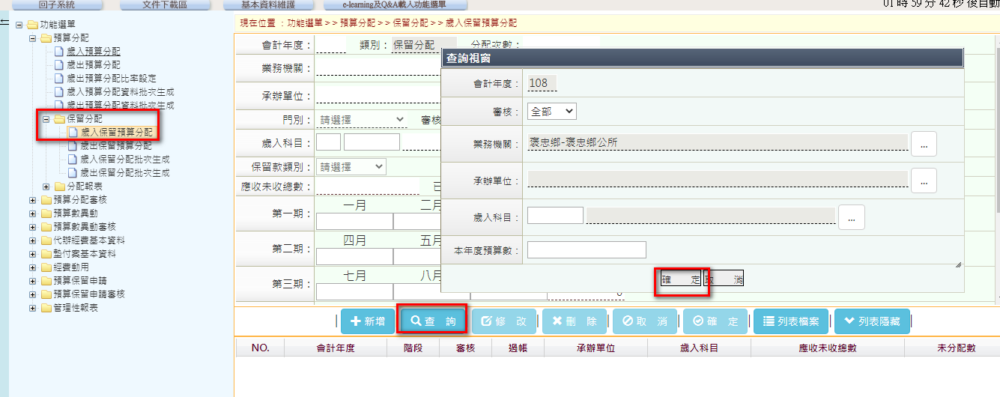 回子系統 文件下載區 基本資料維護 e-learning及Q&A載入功能選單 01 時 59 分 42 秒 後自動
功能選單
預算分配
歲入預算分配
歲出預算分配
歲出預算分配比率設定
歲入預算分配資料批次生成
歲出預算分配資料批次生成
保留分配
歲入保留預算分配
歲出保留預算分配
歲入保留分配批次生成
歲出保留分配批次生成
分配報表
預算分配審核
預算數異動
預算數異動審核
代辦經費基本資料
墊付案基本資料
經費動用
預算保留申請
預算保留申請審核
管理性報表
現在位置 ：功能選單>>預算分配>>保留分配>>歲入保留預算分配
會計年度： 類別：保留分配 分配次數：
業務機關：
承辦單位：
門別：請選擇 審核
歲入科目：
保留款類別：請選擇
應收未收總數： 已
一月 二月
第一期：
四月 五月
第二期：
七月 八月
第三期：
0
查詢視窗
會計年度：108
審核：全部
業務機關：褒忠鄉-褒忠鄉公所 ...
承辦單位： ...
歲入科目： ...
本年度預算數：
確 定 取 消
新增 查 詢 修 改 刪 除 取 消 確 定 列表檔案 列表隱藏
NO. 會計年度 階段 審核 過帳 承辦單位 歲入科目 應收未收總數 未分配數